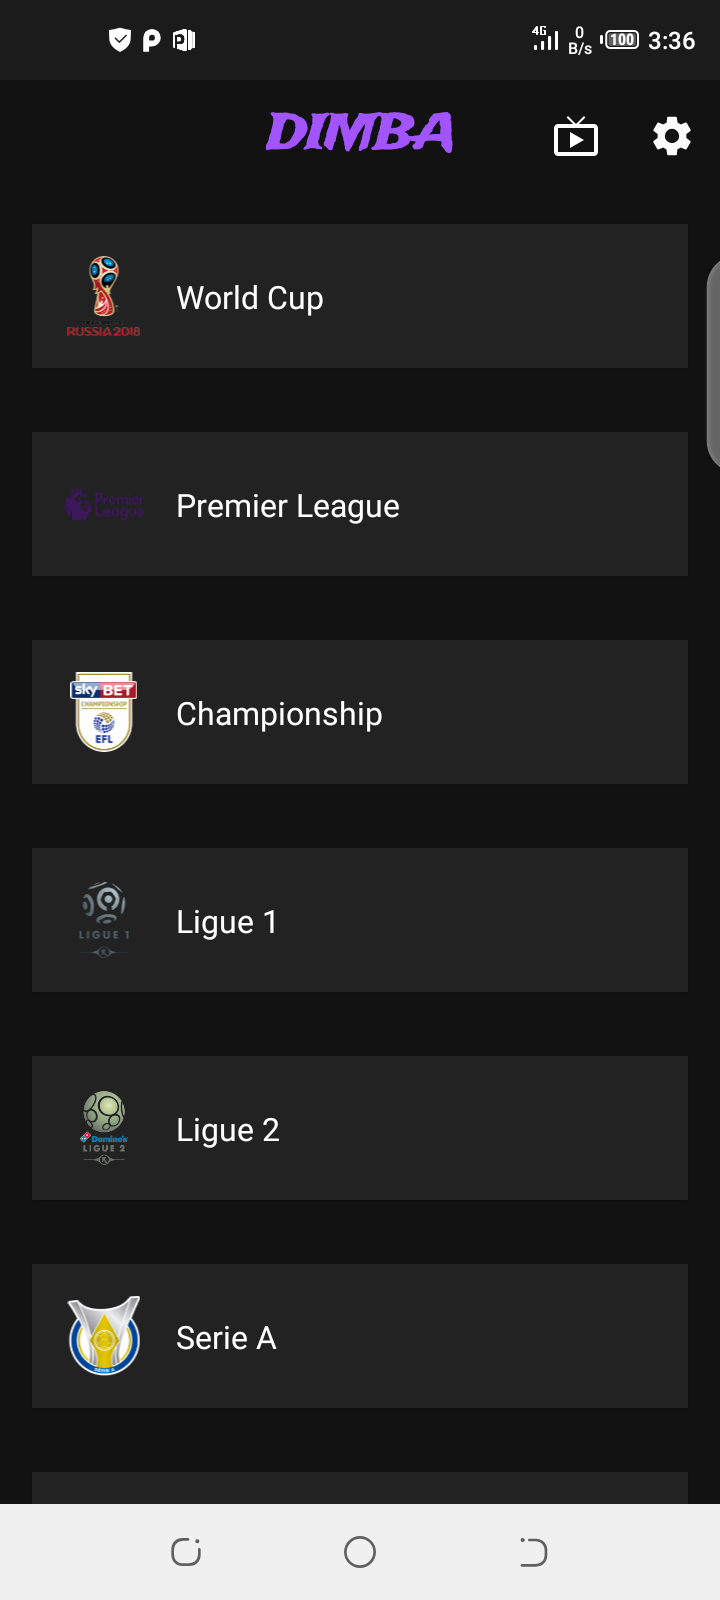 4G
0
B/s
100
3:36
DIMBA
RUSSIA 2018
World Cup
Premier
League
Premier League
sky BET
CHAMPIONSHIP
EFL
Championship
LIGUE 1
Ligue 1
Domino's
LIGUE 2
Ligue 2
SERIE A
Serie A